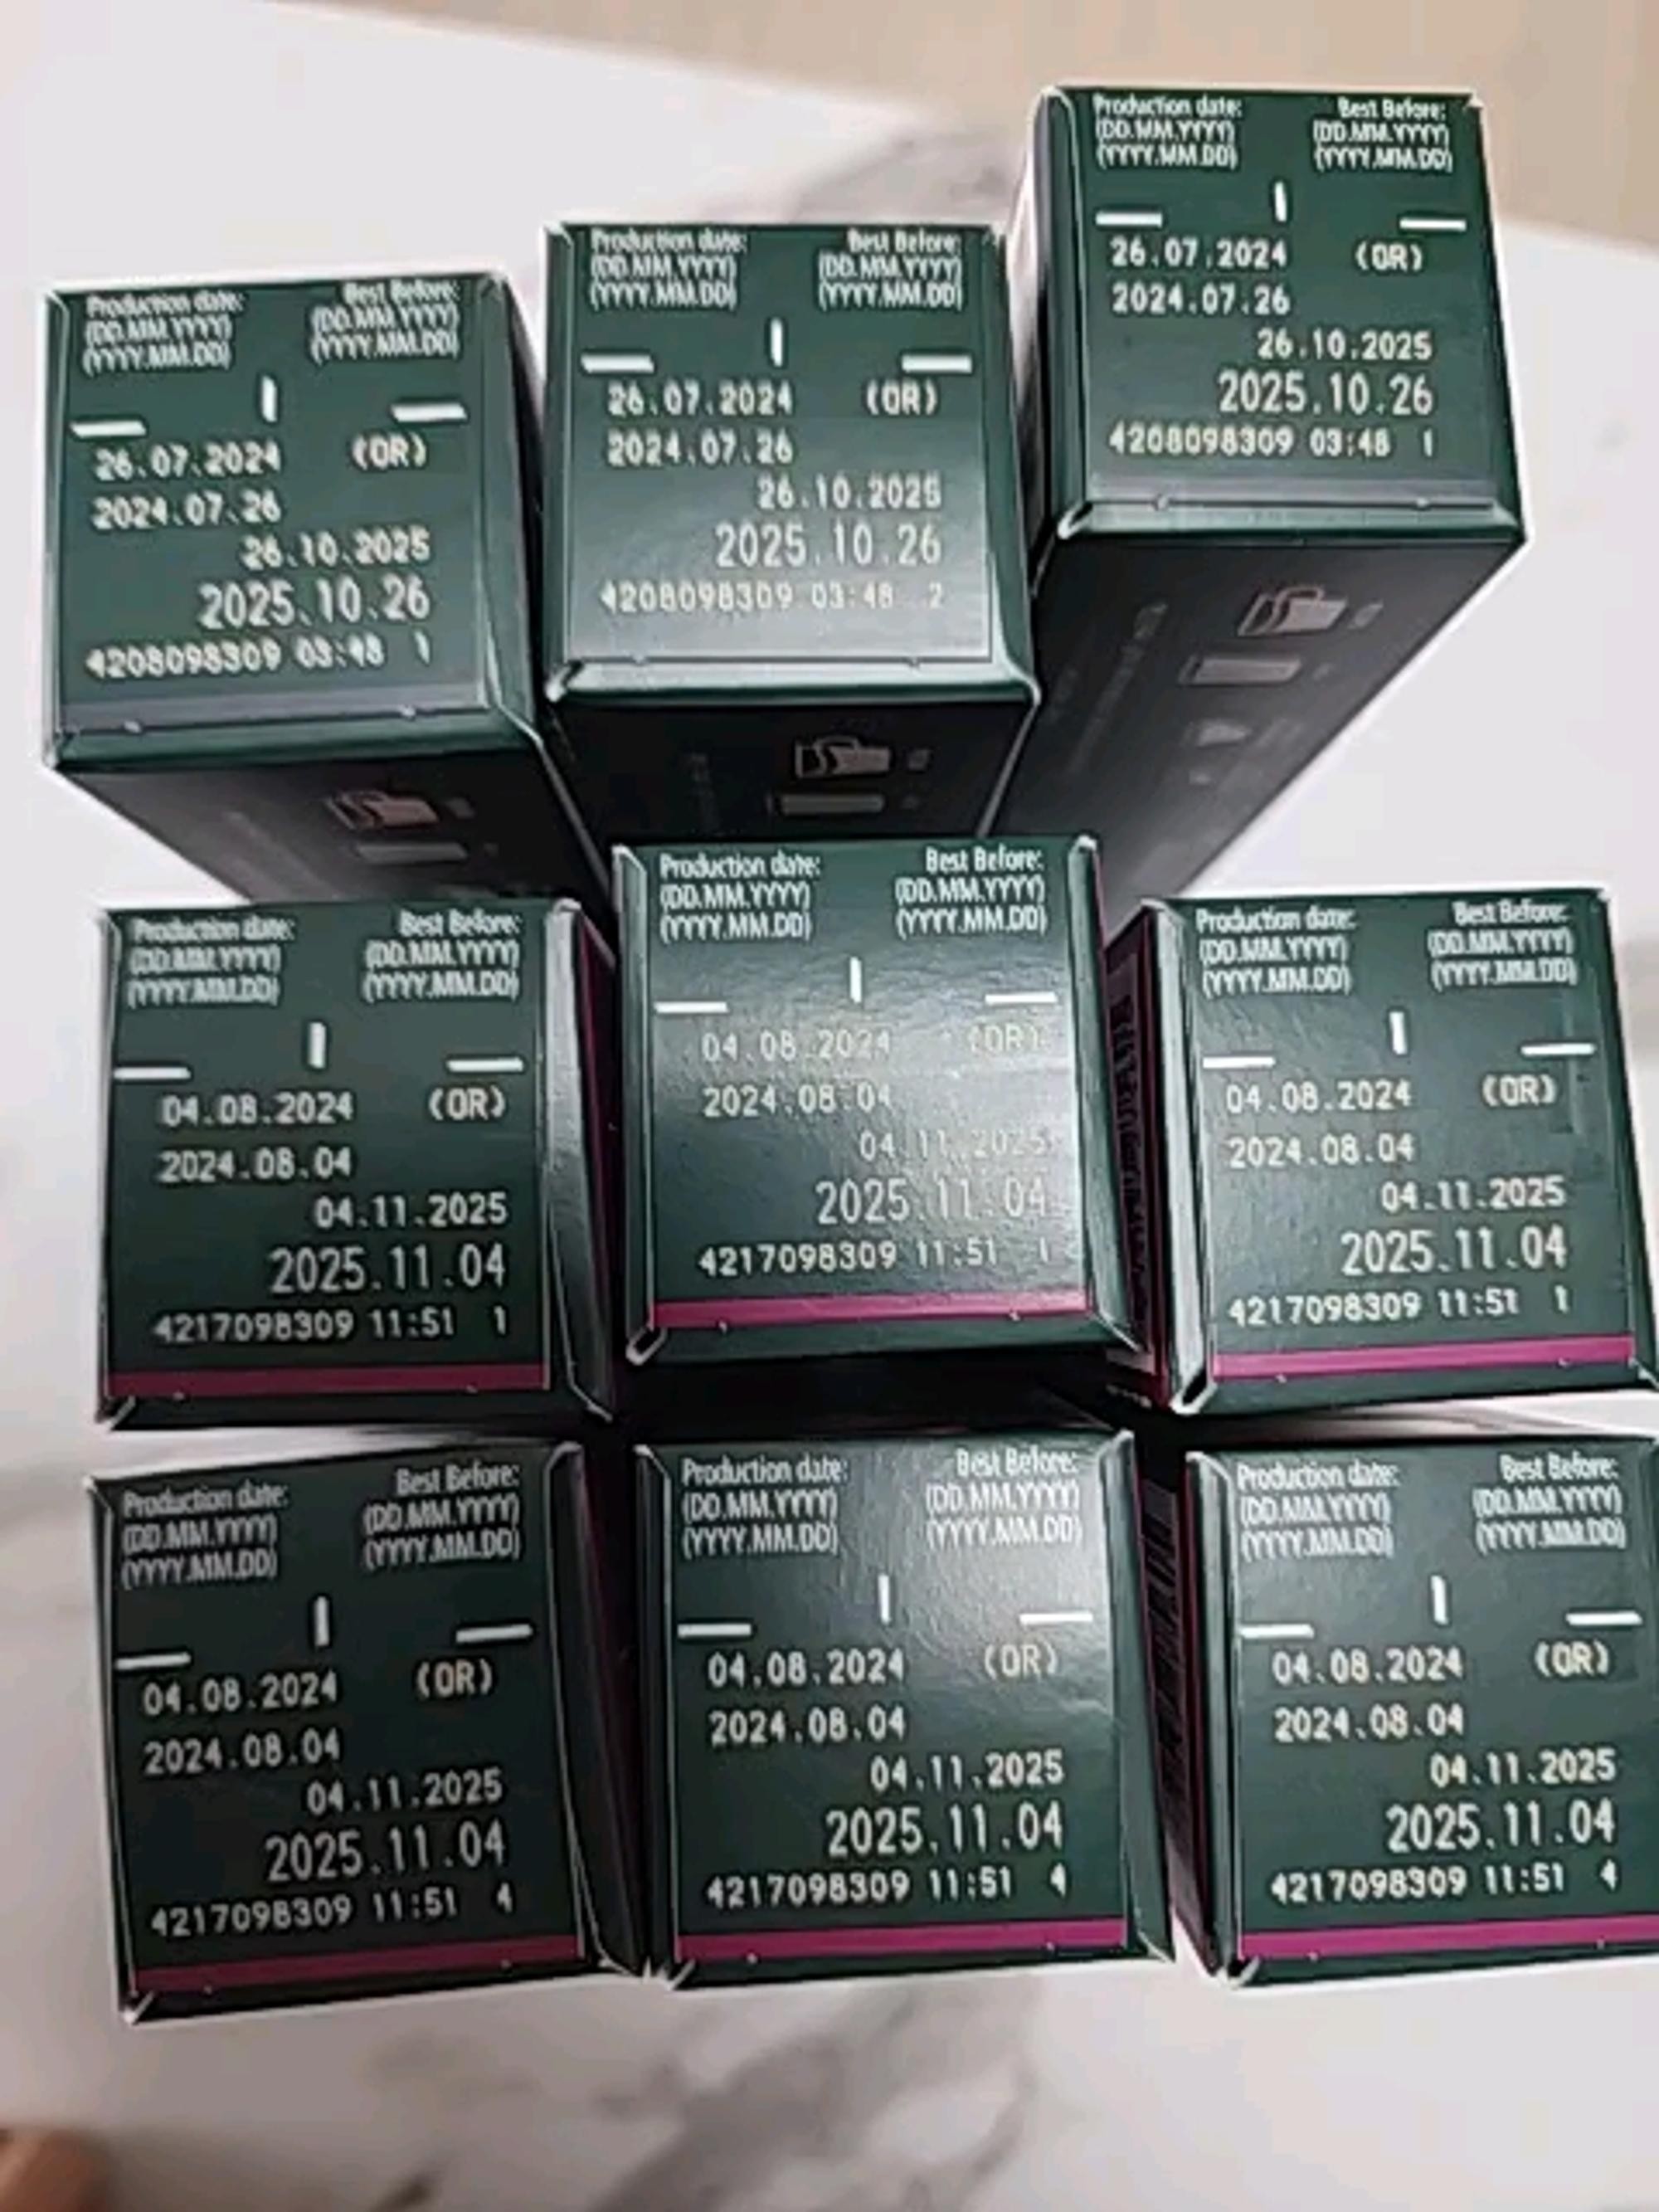 Production date: Best Before:
(DD.MM.YYYY) (DD.MM.YYYY)
(YYYY.MM.DD) (YYYY.MM.DD)
26.07.2024 (OR)
2024.07.26
26.10.2025
2025.10.26
4208098309 03:48 1
Production date: Best Before:
(DD.MM.YYYY) (DD.MM.YYYY)
(YYYY.MM.DD) (YYYY.MM.DD)
26.07.2024 (OR)
2024.07.26
26.10.2025
2025.10.26
4208098309 03:48 2
Production date: Best Before:
(DD.MM.YYYY) (DD.MM.YYYY)
(YYYY.MM.DD) (YYYY.MM.DD)
26.07.2024 (OR)
2024.07.26
26.10.2025
2025.10.26
4208098309 03:48 1
Production date: Best Before:
(DD.MM.YYYY) (DD.MM.YYYY)
(YYYY.MM.DD) (YYYY.MM.DD)
04.08.2024 (OR)
2024.08.04
04.11.2025
2025.11.04
4217098309 11:51 1
Production date: Best Before:
(DD.MM.YYYY) (DD.MM.YYYY)
(YYYY.MM.DD) (YYYY.MM.DD)
04.08.2024 (OR)
2024.08.04
04.11.2025
2025.11.04
4217098309 11:51 1
Production date: Best Before:
(DD.MM.YYYY) (DD.MM.YYYY)
(YYYY.MM.DD) (YYYY.MM.DD)
04.08.2024 (OR)
2024.08.04
04.11.2025
2025.11.04
4217098309 11:51 1
Production date: Best Before:
(DD.MM.YYYY) (DD.MM.YYYY)
(YYYY.MM.DD) (YYYY.MM.DD)
04.08.2024 (OR)
2024.08.04
04.11.2025
2025.11.04
4217098309 11:51 4
Production date: Best Before:
(DD.MM.YYYY) (DD.MM.YYYY)
(YYYY.MM.DD) (YYYY.MM.DD)
04.08.2024 (OR)
2024.08.04
04.11.2025
2025.11.04
4217098309 11:51 4
Production date: Best Before:
(DD.MM.YYYY) (DD.MM.YYYY)
(YYYY.MM.DD) (YYYY.MM.DD)
04.08.2024 (OR)
2024.08.04
04.11.2025
2025.11.04
4217098309 11:51 4